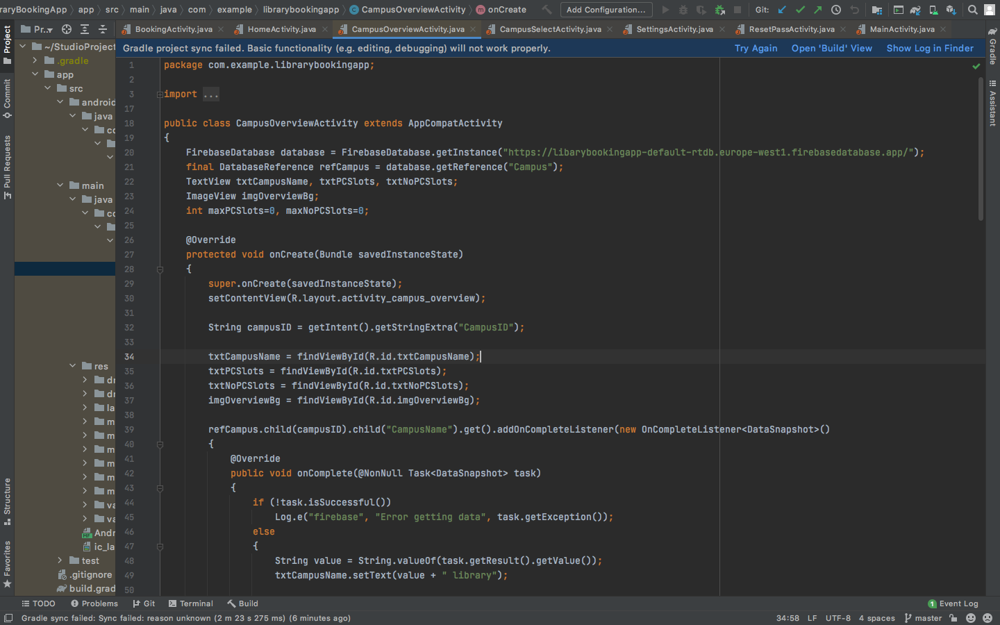 raryBookingApp app src main java com example librarybookingapp CampusOverviewActivity onCreate Add Configuration... Git:
Pr.. BookingActivity.java HomeActivity.java CampusOverviewActivity.java CampusSelectActivity.java SettingsActivity.java ResetPassActivity.java MainActivity.java
Gradle project sync failed. Basic functionality (e.g. editing, debugging) will not work properly. Try Again Open 'Build' View Show Log in Finder
Project
Commit
Pull Requests
Structure
Favorites
~/StudioProject
.gradle
app
src
android
java
co
main
java
co
res
dr
dr
la
m
m
m
m
m
m
va
va
MF Andr
ic_la
test
.gitignore
build.grad
1 package com.example.librarybookingapp;
2
3 import ...
17
18 public class CampusOverviewActivity extends AppCompatActivity
19 {
20 FirebaseDatabase database = FirebaseDatabase.getInstance("https://libarybookingapp-default-rtdb.europe-west1.firebasedatabase.app/");
21 final DatabaseReference refCampus = database.getReference("Campus");
22 TextView txtCampusName, txtPCSlots, txtNoPCSlots;
23 ImageView imgOverviewBg;
24 int maxPCSlots=0, maxNoPCSlots=0;
25
26 @Override
27 protected void onCreate(Bundle savedInstanceState)
28 {
29 super.onCreate(savedInstanceState);
30 setContentView(R.layout.activity_campus_overview);
31
32 String campusID = getIntent().getStringExtra("CampusID");
33
34 txtCampusName = findViewById(R.id.txtCampusName);
35 txtPCSlots = findViewById(R.id.txtPCSlots);
36 txtNoPCSlots = findViewById(R.id.txtNoPCSlots);
37 imgOverviewBg = findViewById(R.id.imgOverviewBg);
38
39 refCampus.child(campusID).child("CampusName").get().addOnCompleteListener(new OnCompleteListener<DataSnapshot>()
40 {
41 @Override
42 public void onComplete(@NonNull Task<DataSnapshot> task)
43 {
44 if (!task.isSuccessful())
45 Log.e("firebase", "Error getting data", task.getException());
46 else
47 {
48 String value = String.valueOf(task.getResult().getValue());
49 txtCampusName.setText(value + " library");
50
Gradle
Assistant
TODO Problems Git Terminal Build 1 Event Log
Gradle sync failed: Sync failed: reason unknown (2 m 23 s 275 ms) (6 minutes ago) 34:58 LF UTF-8 4 spaces master